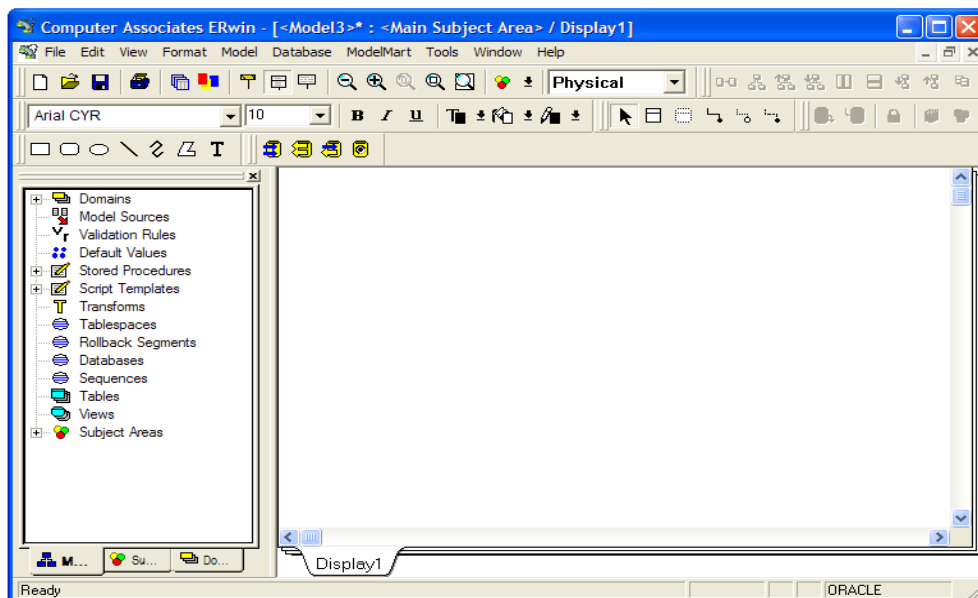 Computer Associates ERwin - [<Model3>* : <Main Subject Area> / Display1]
File Edit View Format Model Database ModelMart Tools Window Help
Physical
Arial CYR 10 B I U T
T
Domains
Model Sources
Validation Rules
Default Values
Stored Procedures
Script Templates
Transforms
Tablespaces
Rollback Segments
Databases
Sequences
Tables
Views
Subject Areas
M... Su... Do...
Display1
Ready ORACLE